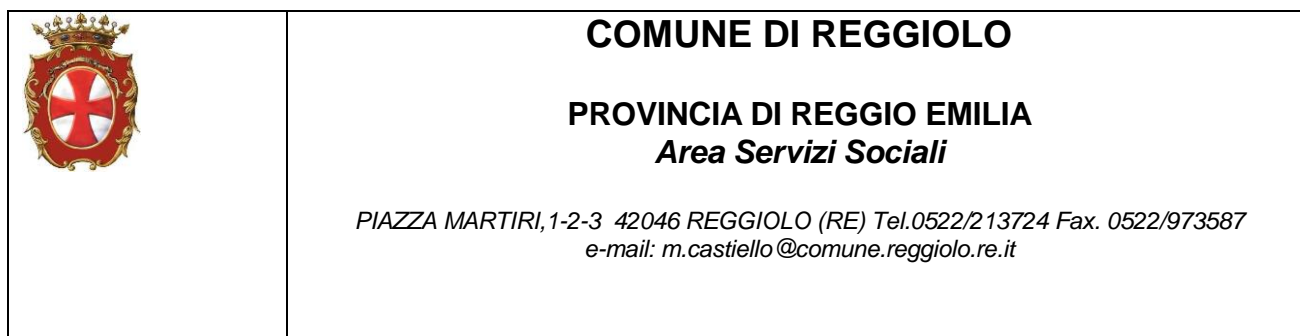 COMUNE DI REGGIOLO
PROVINCIA DI REGGIO EMILIA
Area Servizi Sociali
PIAZZA MARTIRI,1-2-3 42046 REGGIOLO (RE) Tel.0522/213724 Fax. 0522/973587
e-mail: m.castiello@comune.reggiolo.re.it